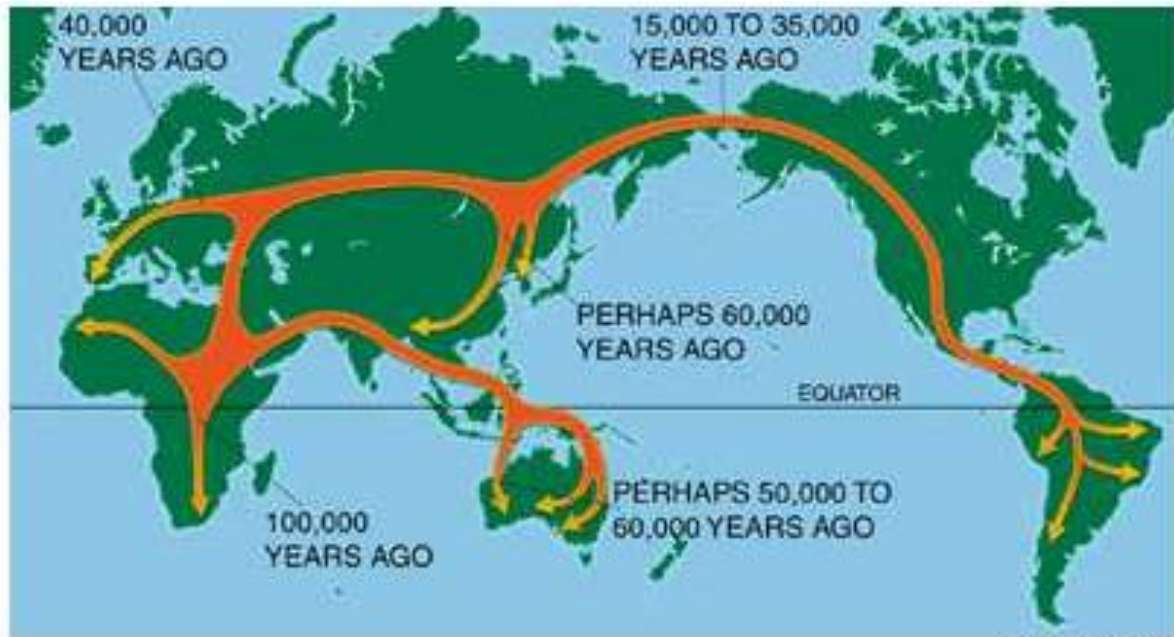 40,000
YEARS AGO
15,000 TO 35,000
YEARS AGO
PERHAPS 60,000
YEARS AGO
EQUATOR
PERHAPS 50,000 TO
60,000 YEARS AGO
100,000
YEARS AGO